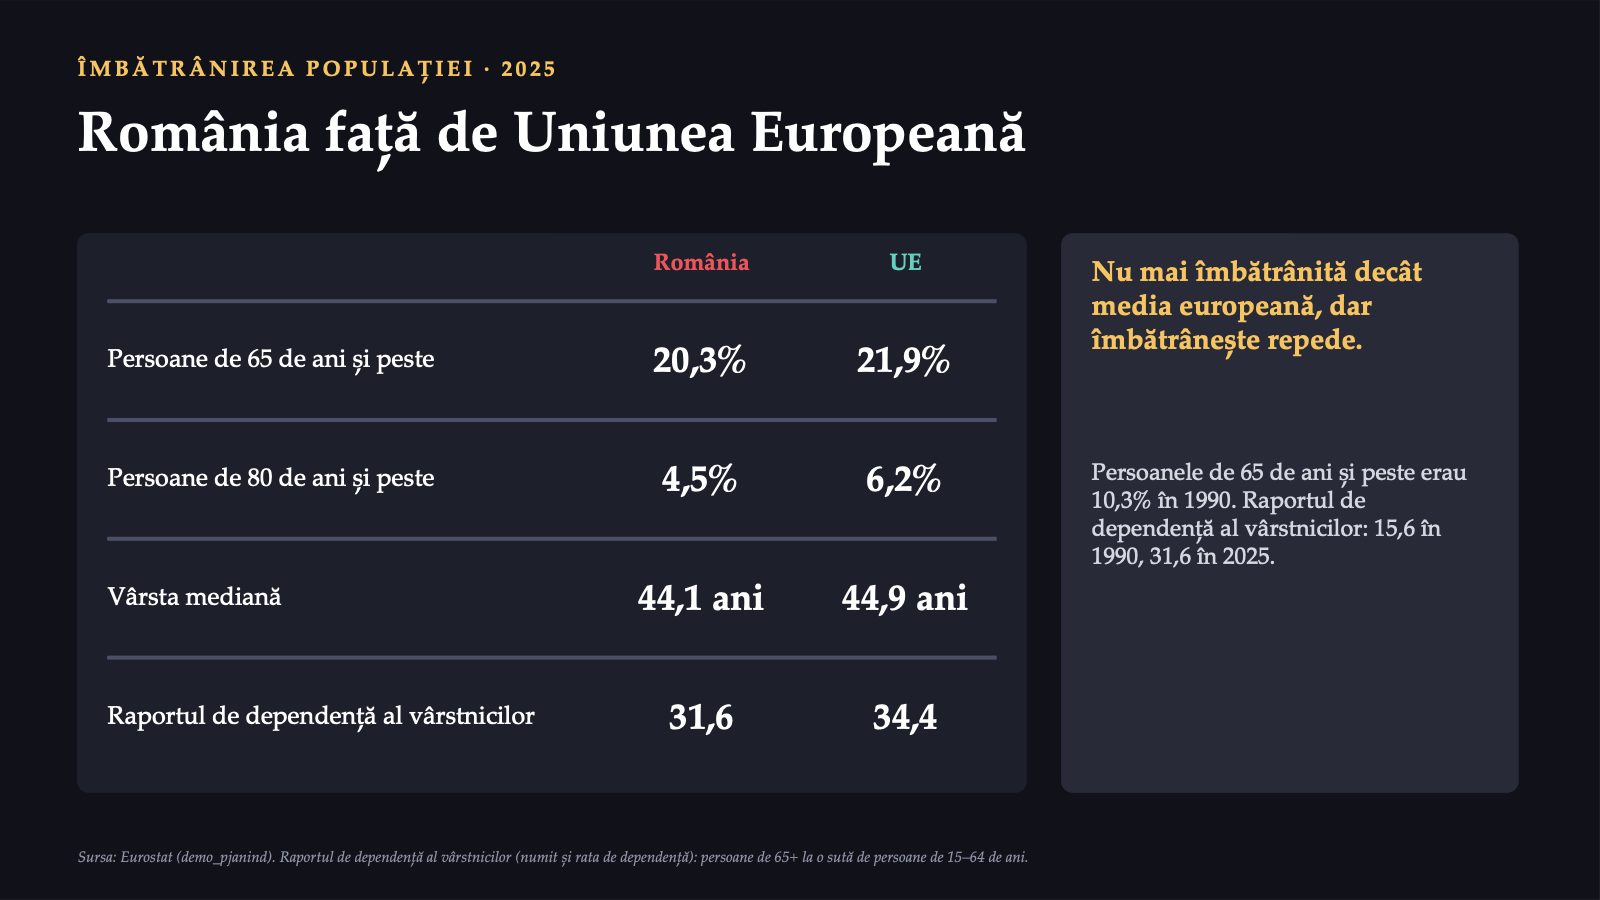 ÎMBĂTRÂNIREA POPULAȚIEI · 2025
România față de Uniunea Europeană
România UE
Persoane de 65 de ani și peste 20,3% 21,9%
Persoane de 80 de ani și peste 4,5% 6,2%
Vârsta mediană 44,1 ani 44,9 ani
Raportul de dependență al vârstnicilor 31,6 34,4
Nu mai îmbătrânită decât
media europeană, dar
îmbătrânește repede.
Persoanele de 65 de ani și peste erau
10,3% în 1990. Raportul de
dependență al vârstnicilor: 15,6 în
1990, 31,6 în 2025.
Sursa: Eurostat (demo_pjanind). Raportul de dependență al vârstnicilor (numit și rata de dependență): persoane de 65+ la o sută de persoane de 15–64 de ani.